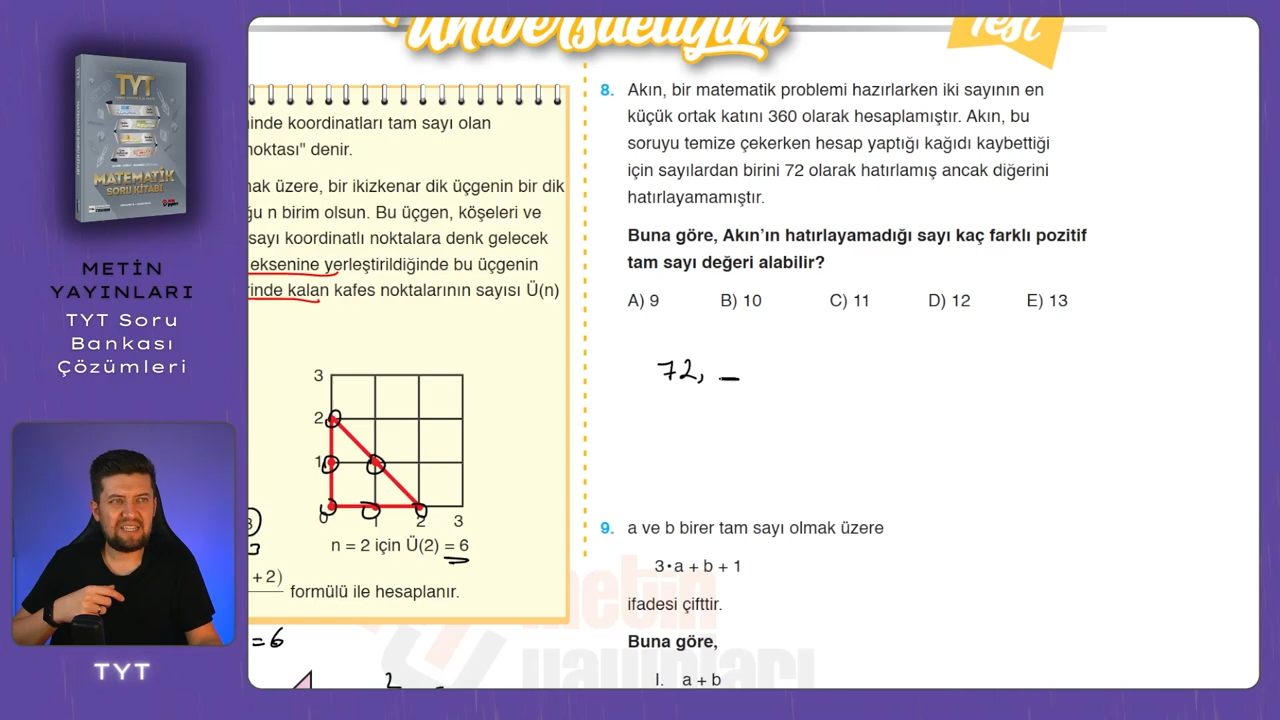 üniversiteliyim
Test
TYT
MATEMATİK
SORU KİTABI
METİN
YAYINLARI
TYT Soru
Bankası
Çözümleri
TYT
inde koordinatları tam sayı olan
noktası" denir.
mak üzere, bir ikizkenar dik üçgenin bir dik
ğu n birim olsun. Bu üçgen, köşeleri ve
sayı koordinatlı noktalara denk gelecek
eksenine yerleştirildiğinde bu üçgenin
rinde kalan kafes noktalarının sayısı Ü(n)
3
2
1
0 1 2 3
n = 2 için Ü(2) = 6
+ 2)
formülü ile hesaplanır.
= 6
2
8. Akın, bir matematik problemi hazırlarken iki sayının en
küçük ortak katını 360 olarak hesaplamıştır. Akın, bu
soruyu temize çekerken hesap yaptığı kağıdı kaybettiği
için sayılardan birini 72 olarak hatırlamış ancak diğerini
hatırlayamamıştır.
Buna göre, Akın'ın hatırlayamadığı sayı kaç farklı pozitif
tam sayı değeri alabilir?
A) 9 B) 10 C) 11 D) 12 E) 13
72, _
9. a ve b birer tam sayı olmak üzere
3•a + b + 1
ifadesi çifttir.
Buna göre,
I. a + b
metin
yayınları